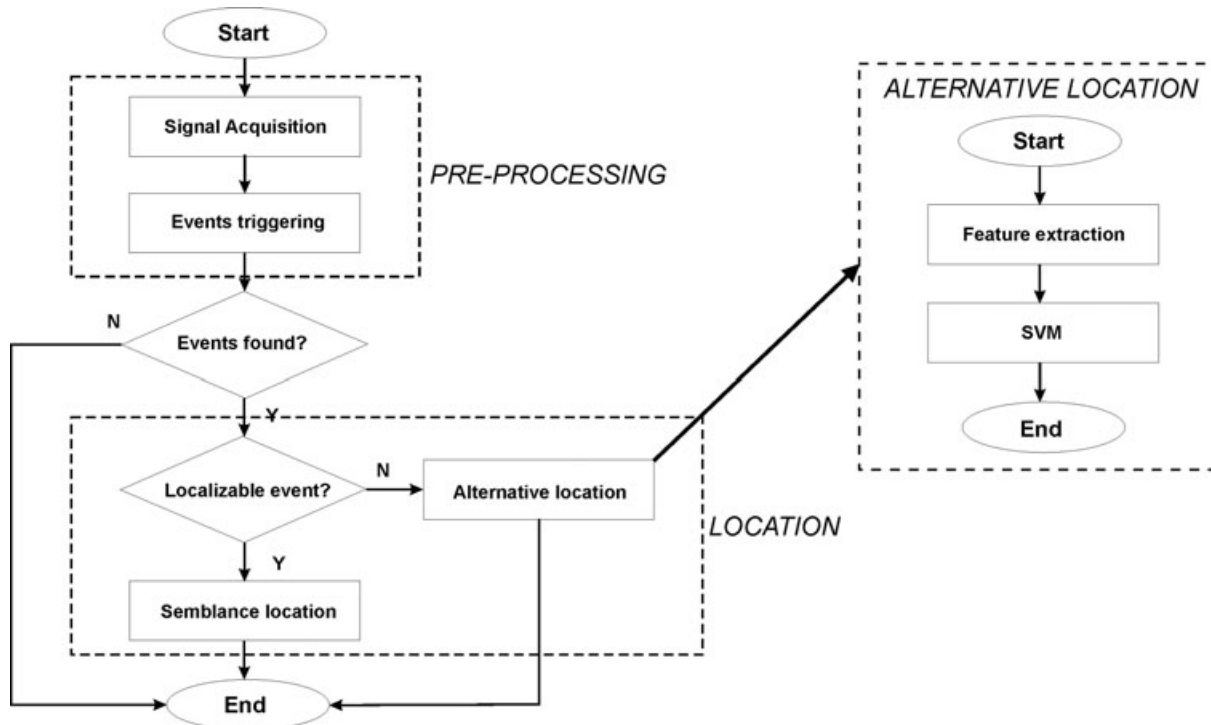 Start
Signal Acquisition
PRE-PROCESSING
Events triggering
N
Events found?
Y
Localizable event?
N
Alternative location
LOCATION
Y
Semblance location
End
ALTERNATIVE LOCATION
Start
Feature extraction
SVM
End